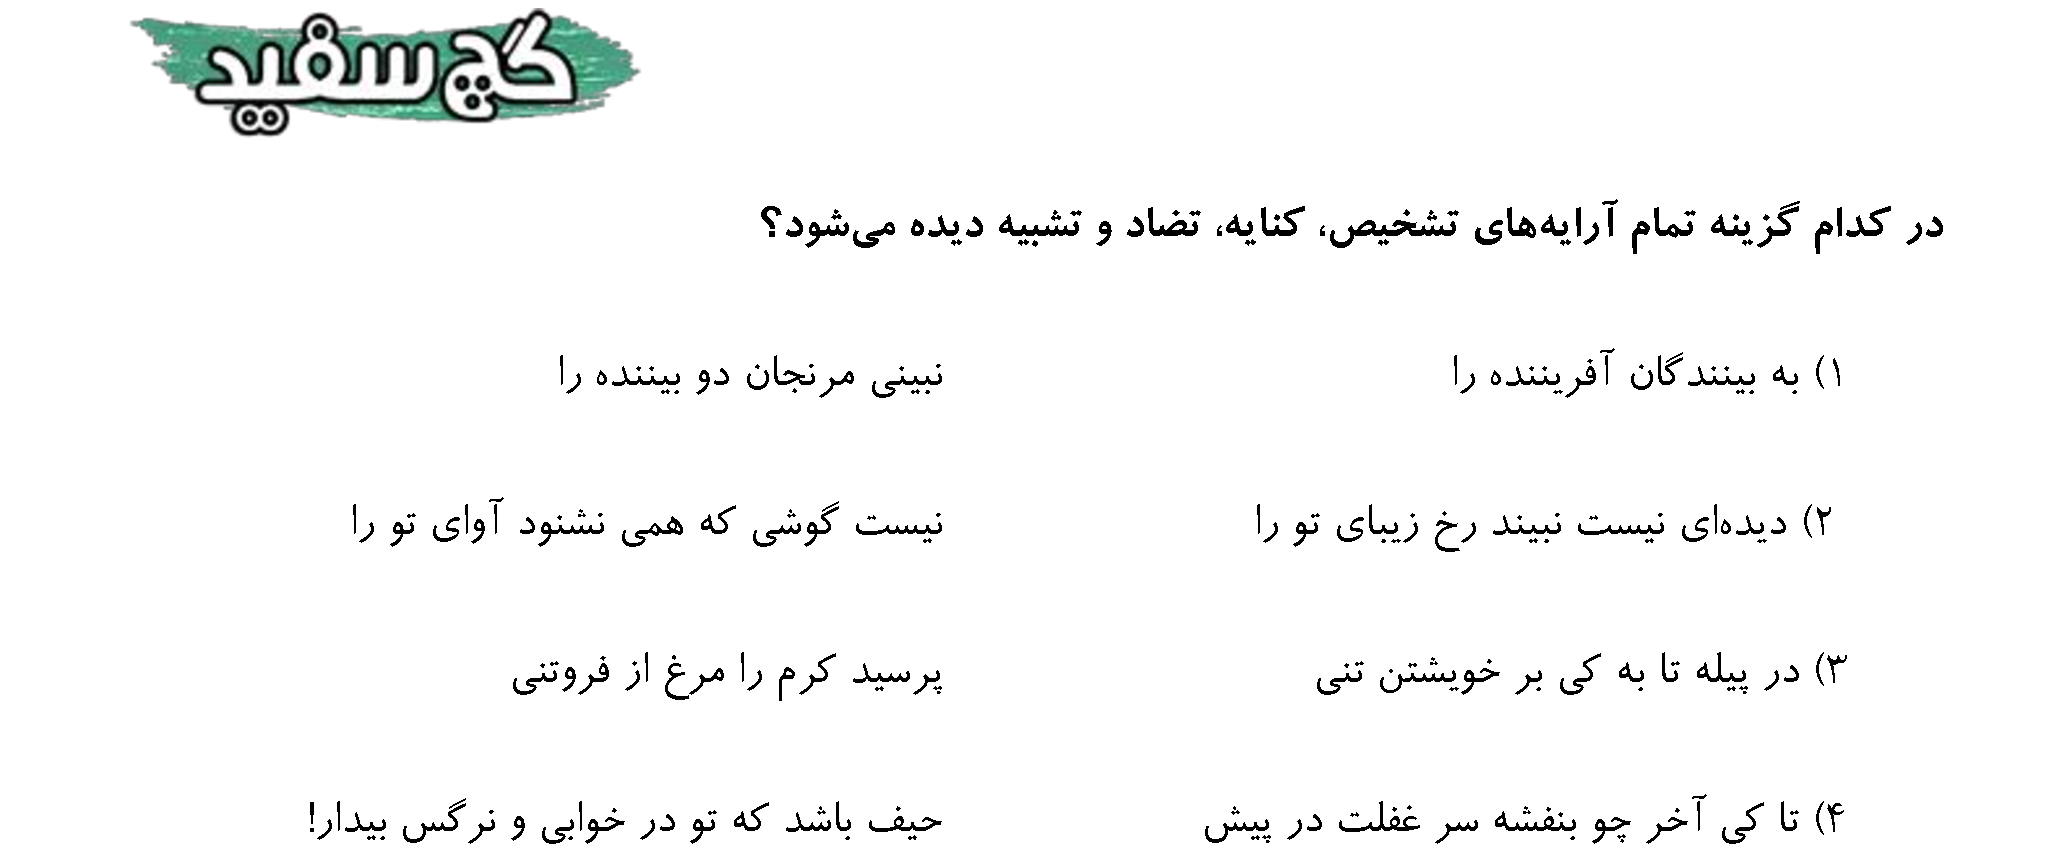 گچ سفید
در کدام گزینه تمام آرایه‌های تشخیص، کنایه، تضاد و تشبیه دیده می‌شود؟
۱) به بینندگان آفریننده را نبینی مرنجان دو بیننده را
۲) دیده‌ای نیست نبیند رخ زیبای تو را نیست گوشی که همی نشنود آوای تو را
۳) در پیله تا به کی بر خویشتن تنی پرسید کرم را مرغ از فروتنی
۴) تا کی آخر چو بنفشه سر غفلت در پیش حیف باشد که تو در خوابی و نرگس بیدار!